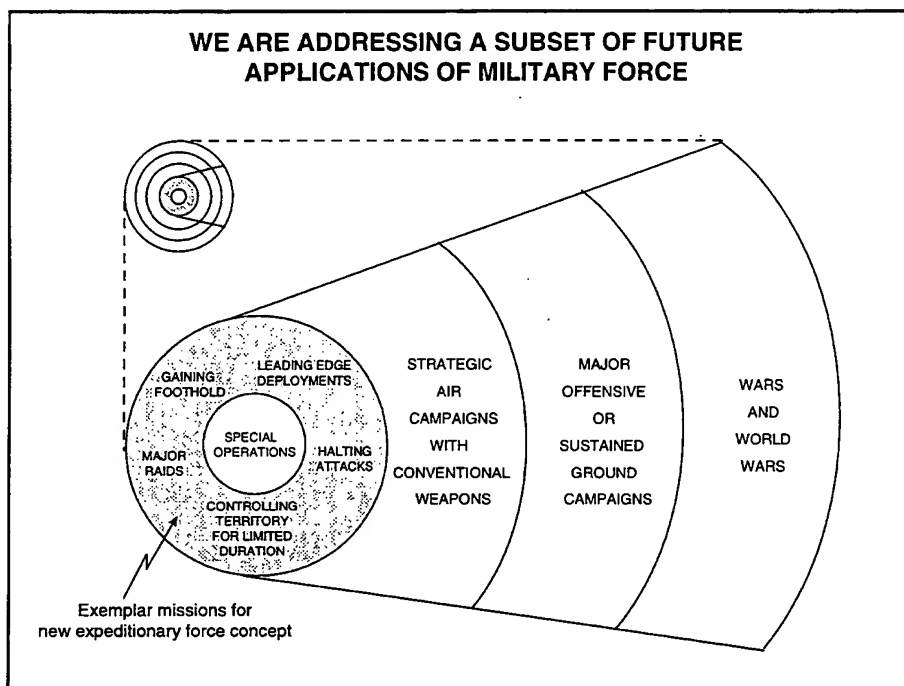 WE ARE ADDRESSING A SUBSET OF FUTURE
APPLICATIONS OF MILITARY FORCE
LEADING EDGE
DEPLOYMENTS
GAINING
FOOTHOLD
SPECIAL
OPERATIONS
MAJOR
RAIDS
HALTING
ATTACKS
CONTROLLING
TERRITORY
FOR LIMITED
DURATION
STRATEGIC
AIR
CAMPAIGNS
WITH
CONVENTIONAL
WEAPONS
MAJOR
OFFENSIVE
OR
SUSTAINED
GROUND
CAMPAIGNS
WARS
AND
WORLD
WARS
Exemplar missions for
new expeditionary force concept